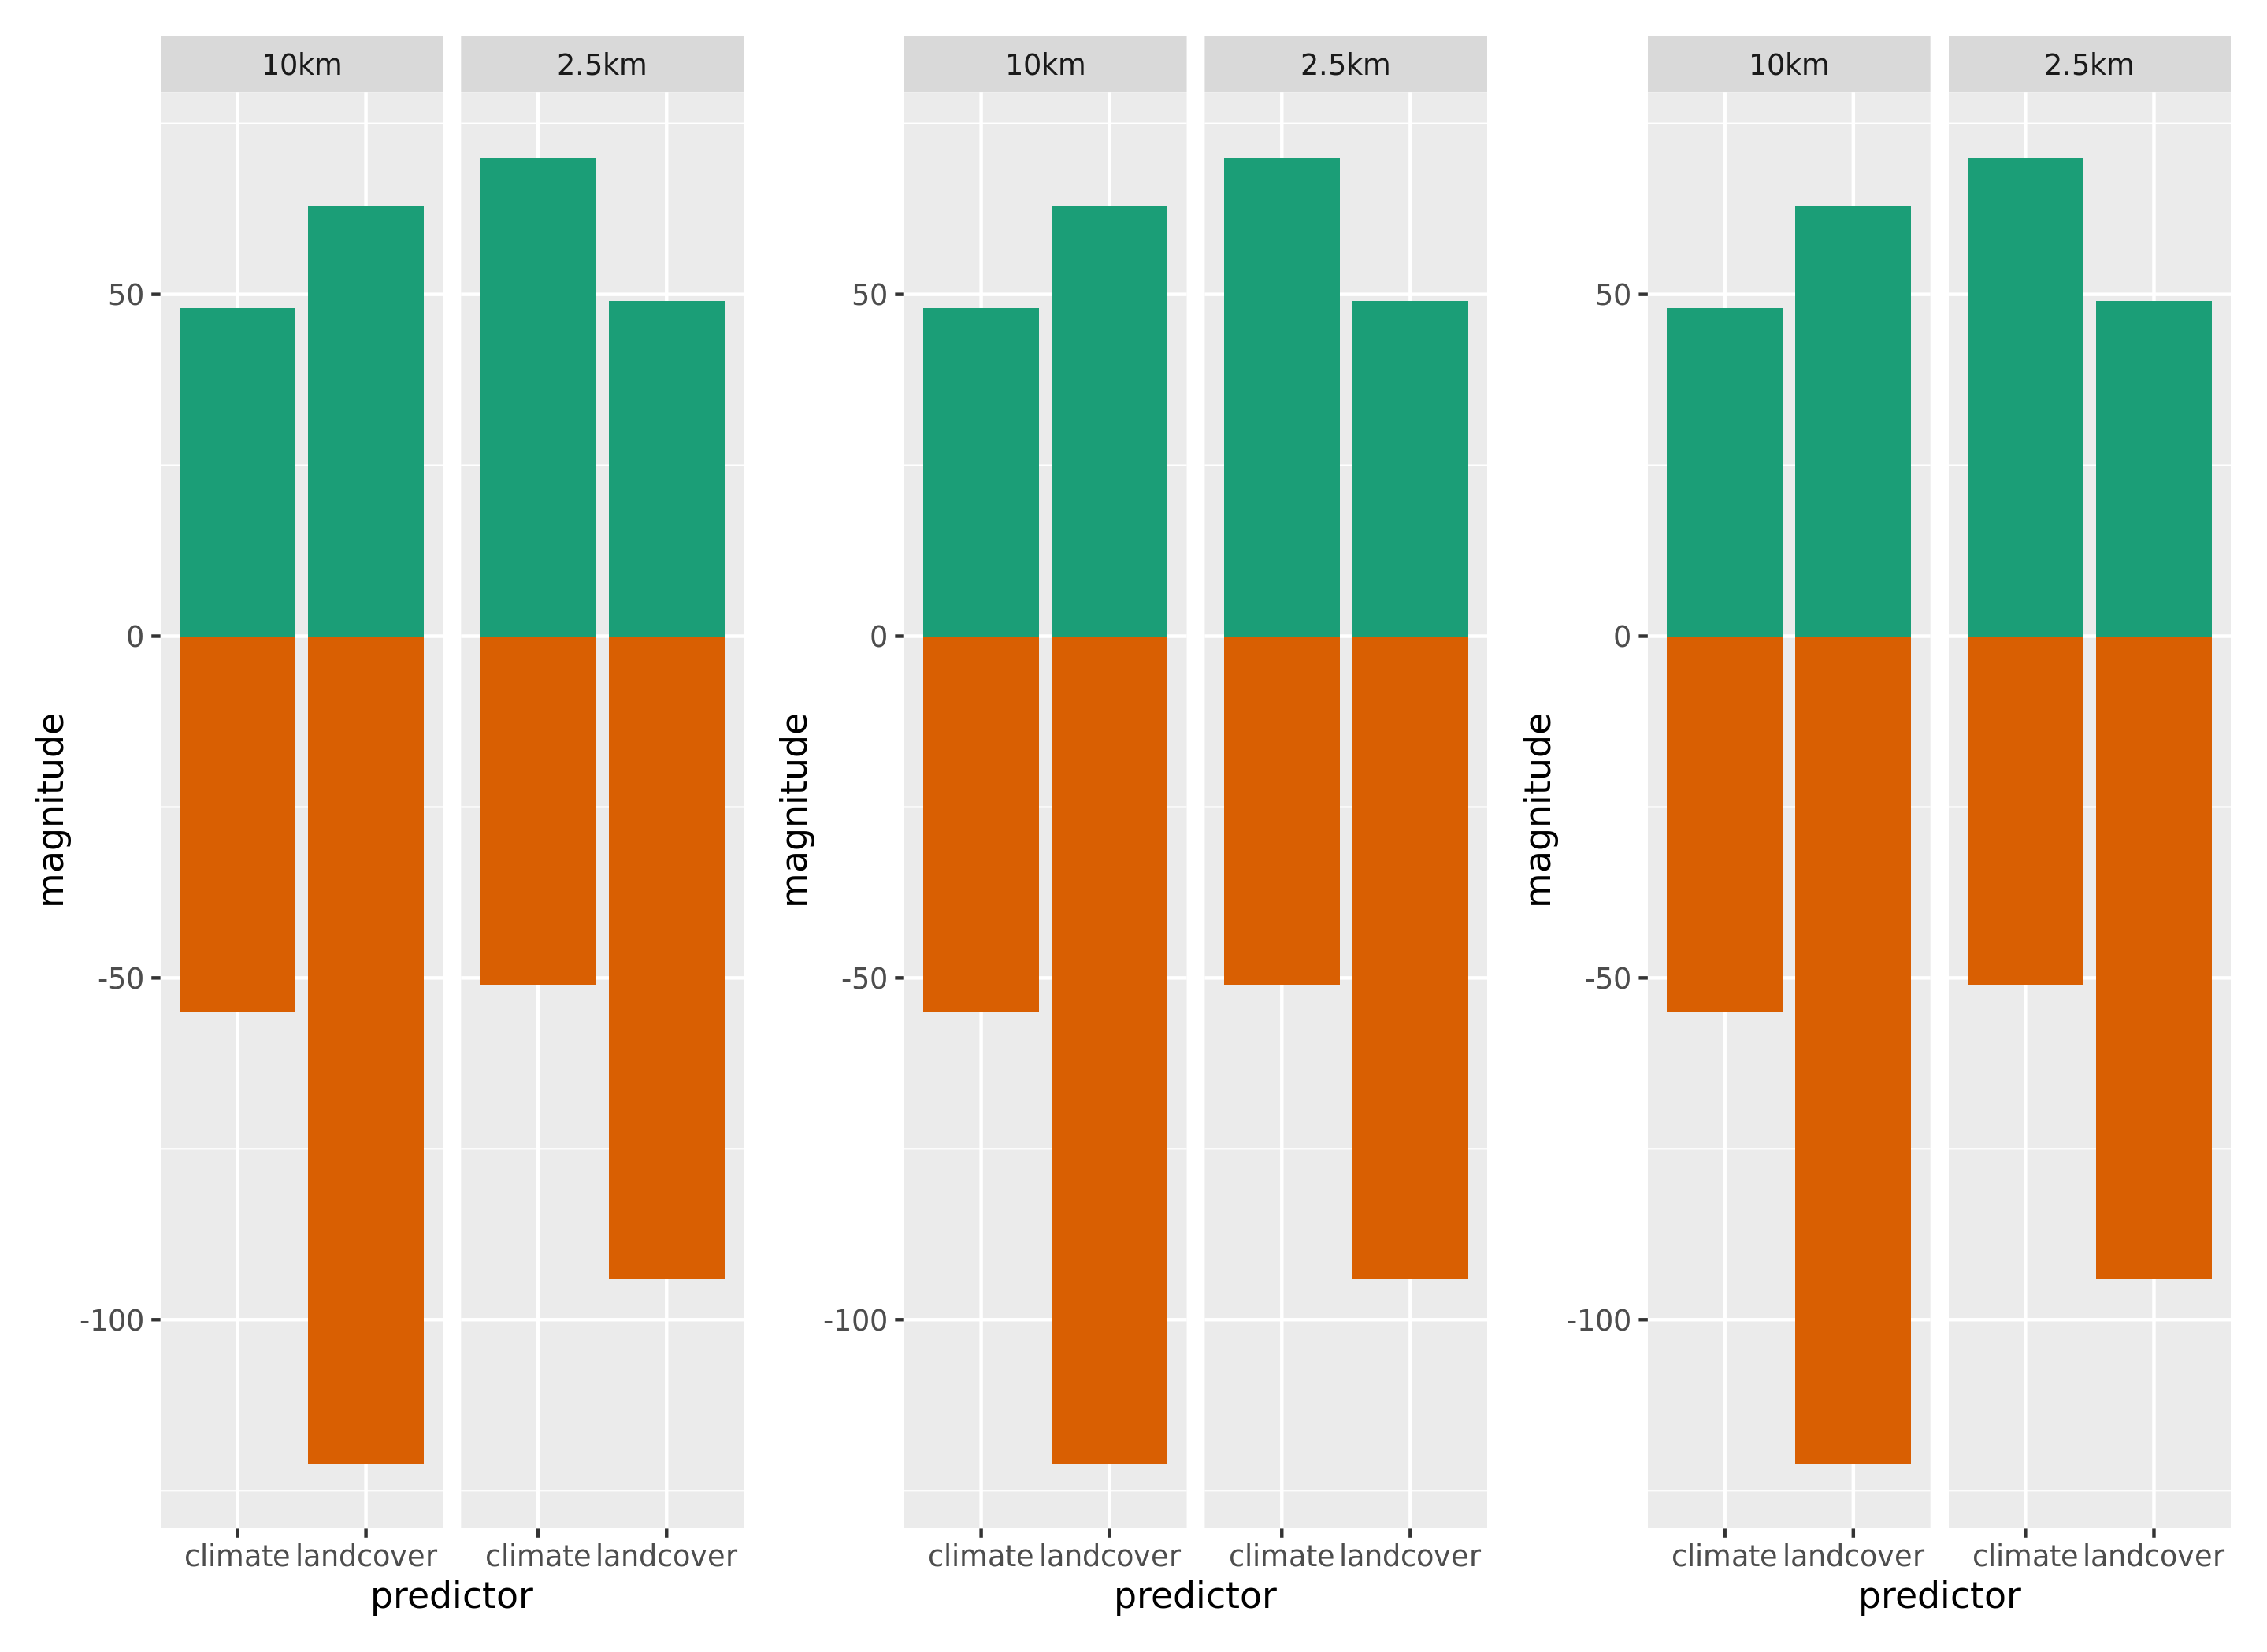 10km 2.5km 10km 2.5km 10km 2.5km
50 50 50
0 0 0
magnitude magnitude magnitude
-50 -50 -50
-100 -100 -100
climate landcover climate landcover climate landcover climate landcover climate landcover climate landcover
predictor predictor predictor